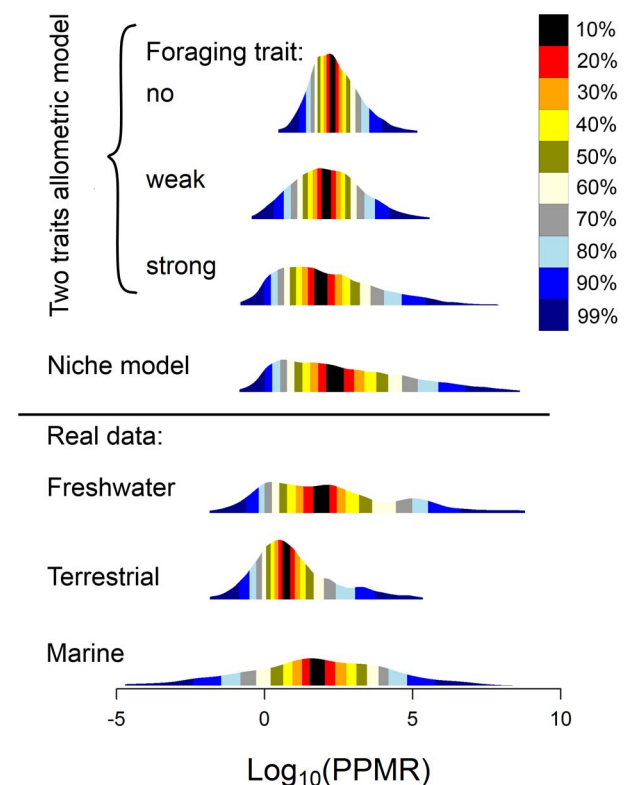 Two traits allometric model
Foraging trait:
no
weak
strong
Niche model
Real data:
Freshwater
Terrestrial
Marine
10%
20%
30%
40%
50%
60%
70%
80%
90%
99%
-5 0 5 10
Log10(PPMR)